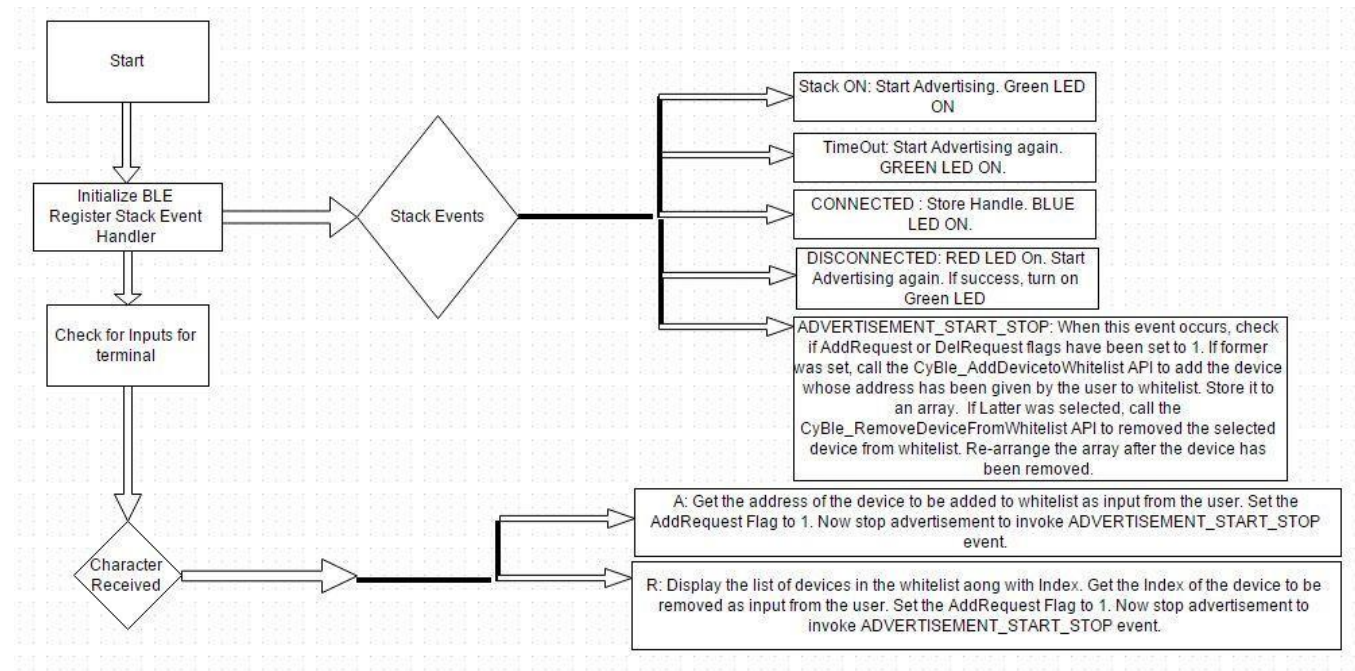 Start
Initialize BLE
Register Stack Event
Handler
Check for Inputs for
terminal
Character
Received
Stack Events
Stack ON: Start Advertising. Green LED
ON
TimeOut: Start Advertising again.
GREEN LED ON.
CONNECTED : Store Handle. BLUE
LED ON.
DISCONNECTED: RED LED On. Start
Advertising again. If success, turn on
Green LED
ADVERTISEMENT_START_STOP: When this event occurs, check
if AddRequest or DelRequest flags have been set to 1. If former
was set, call the CyBle_AddDevicetoWhitelist API to add the device
whose address has been given by the user to whitelist. Store it to
an array. If Latter was selected, call the
CyBle_RemoveDeviceFromWhitelist API to removed the selected
device from whitelist. Re-arrange the array after the device has
been removed.
A: Get the address of the device to be added to whitelist as input from the user. Set the
AddRequest Flag to 1. Now stop advertisement to invoke ADVERTISEMENT_START_STOP
event.
R: Display the list of devices in the whitelist aong with Index. Get the Index of the device to be
removed as input from the user. Set the AddRequest Flag to 1. Now stop advertisement to
invoke ADVERTISEMENT_START_STOP event.